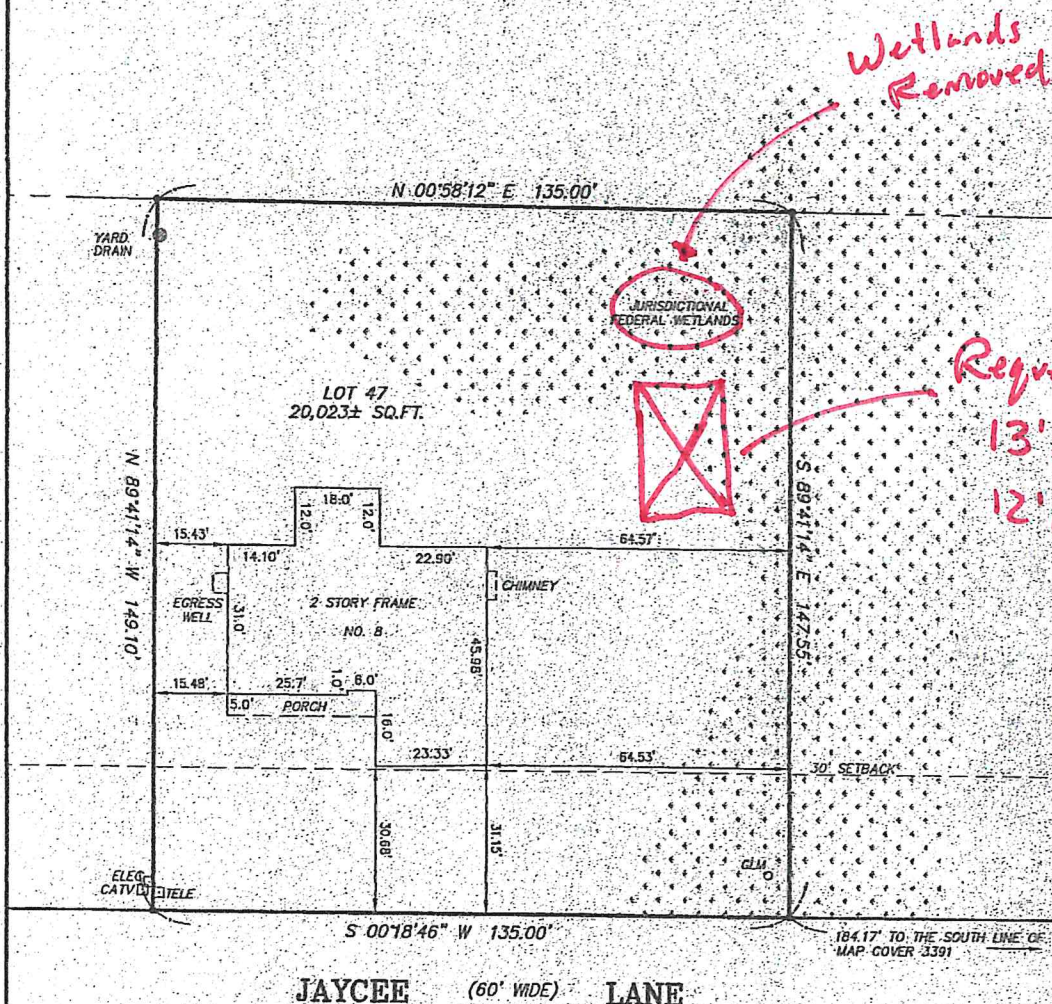 Wetlands
Removed
N 00°58'12" E 135.00'
YARD
DRAIN
JURISDICTIONAL
FEDERAL WETLANDS
LOT 47
20,023± SQ.FT.
13'
12'
N 89°41'14" W 149.10'
S 89°41'14" E 147.55'
18.0'
12.0'
12.0'
15.43'
14.10'
22.90'
64.57'
EGRESS
WELL
31.0'
2 STORY FRAME
NO. 8
CHIMNEY
45.98'
15.48'
25.7'
1.0'
6.0'
5.0'
PORCH
16.0'
23.33'
64.53'
30' SETBACK
30.68'
31.15'
ELEC
CATV
TELE
GLM
S 00°18'46" W 135.00'
184.17' TO THE SOUTH LINE OF
MAP COVER 3391
JAYCEE (60' WIDE) LANE